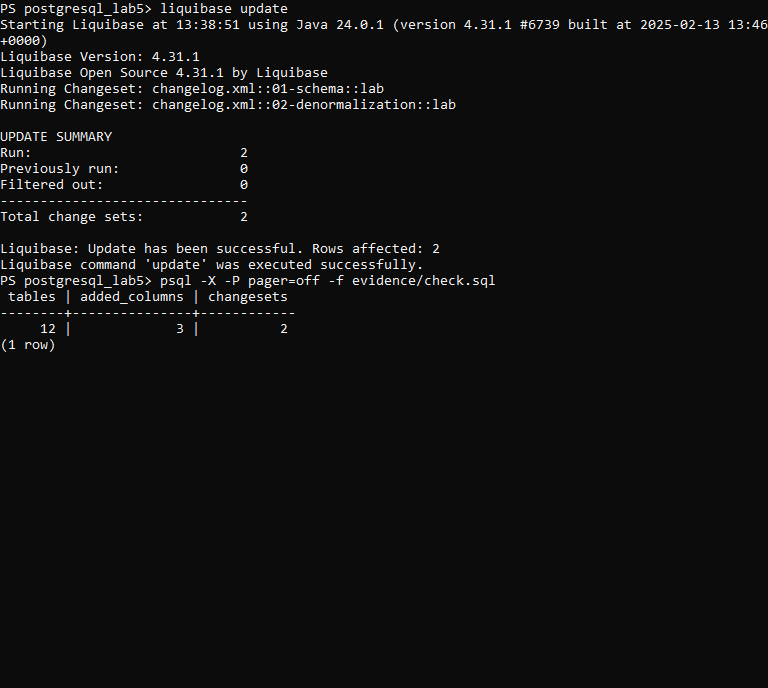 PS postgresql_lab5> liquibase update
Starting Liquibase at 13:38:51 using Java 24.0.1 (version 4.31.1 #6739 built at 2025-02-13 13:46
+0000)
Liquibase Version: 4.31.1
Liquibase Open Source 4.31.1 by Liquibase
Running Changeset: changelog.xml::01-schema::lab
Running Changeset: changelog.xml::02-denormalization::lab

UPDATE SUMMARY
Run:                          2
Previously run:               0
Filtered out:                 0
-------------------------------
Total change sets:            2

Liquibase: Update has been successful. Rows affected: 2
Liquibase command 'update' was executed successfully.
PS postgresql_lab5> psql -X -P pager=off -f evidence/check.sql
 tables | added_columns | changesets
--------+---------------+------------
     12 |             3 |          2
(1 row)